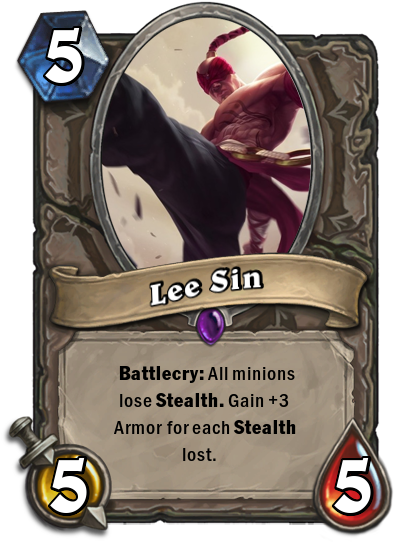 5
Lee Sin
Battlecry: All minions
lose Stealth. Gain +3
Armor for each Stealth
lost.
5
5